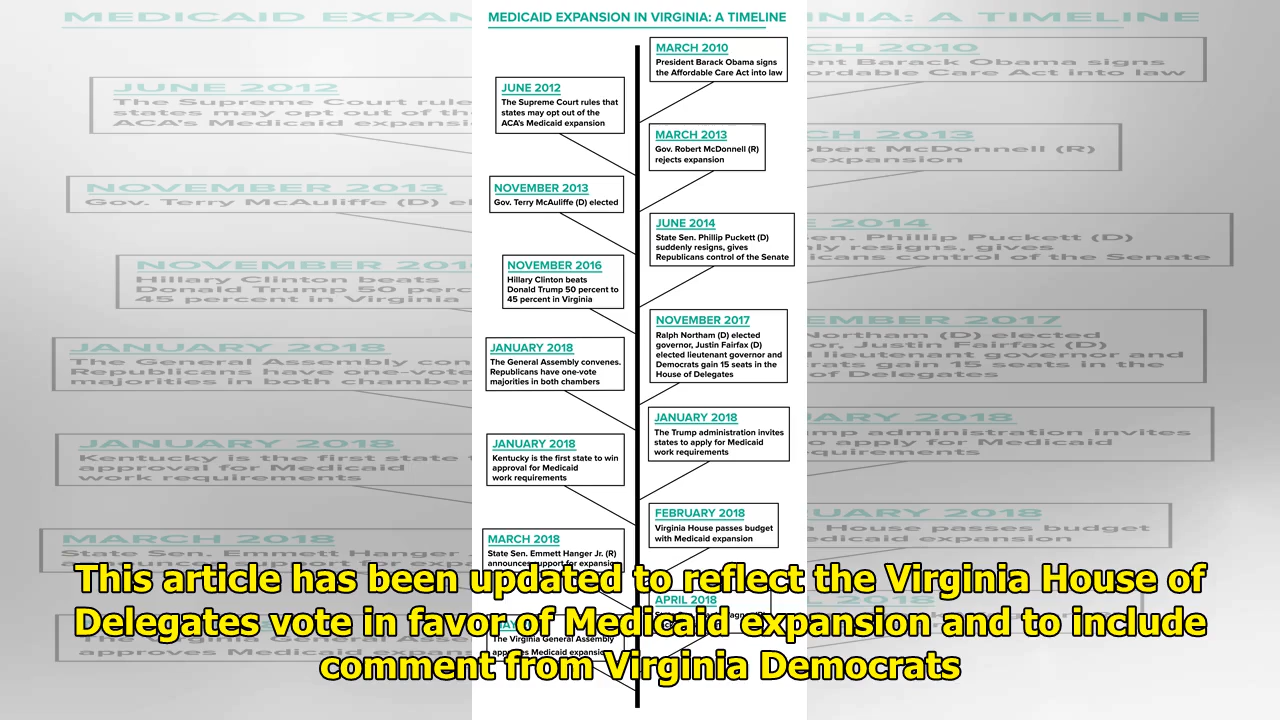 MEDICAID EXPANSION IN VIRGINIA: A TIMELINE
MARCH 2010
President Barack Obama signs
the Affordable Care Act into law
JUNE 2012
The Supreme Court rules that
states may opt out of the
ACA's Medicaid expansion
MARCH 2013
Gov. Robert McDonnell (R)
rejects expansion
NOVEMBER 2013
Gov. Terry McAuliffe (D) elected
JUNE 2014
State Sen. Phillip Puckett (D)
suddenly resigns, gives
Republicans control of the Senate
NOVEMBER 2016
Hillary Clinton beats
Donald Trump 50 percent to
45 percent in Virginia
NOVEMBER 2017
Ralph Northam (D) elected
governor, Justin Fairfax (D)
elected lieutenant governor and
Democrats gain 15 seats in the
House of Delegates
JANUARY 2018
The General Assembly convenes.
Republicans have one-vote
majorities in both chambers
JANUARY 2018
The Trump administration invites
states to apply for Medicaid
work requirements
JANUARY 2018
Kentucky is the first state to win
approval for Medicaid
work requirements
FEBRUARY 2018
Virginia House passes budget
with Medicaid expansion
MARCH 2018
State Sen. Emmett Hanger Jr. (R)
announces support for expansion
APRIL 2018
The Virginia General Assembly
approves Medicaid expansion
This article has been updated to reflect the Virginia House of
Delegates vote in favor of Medicaid expansion and to include
comment from Virginia Democrats